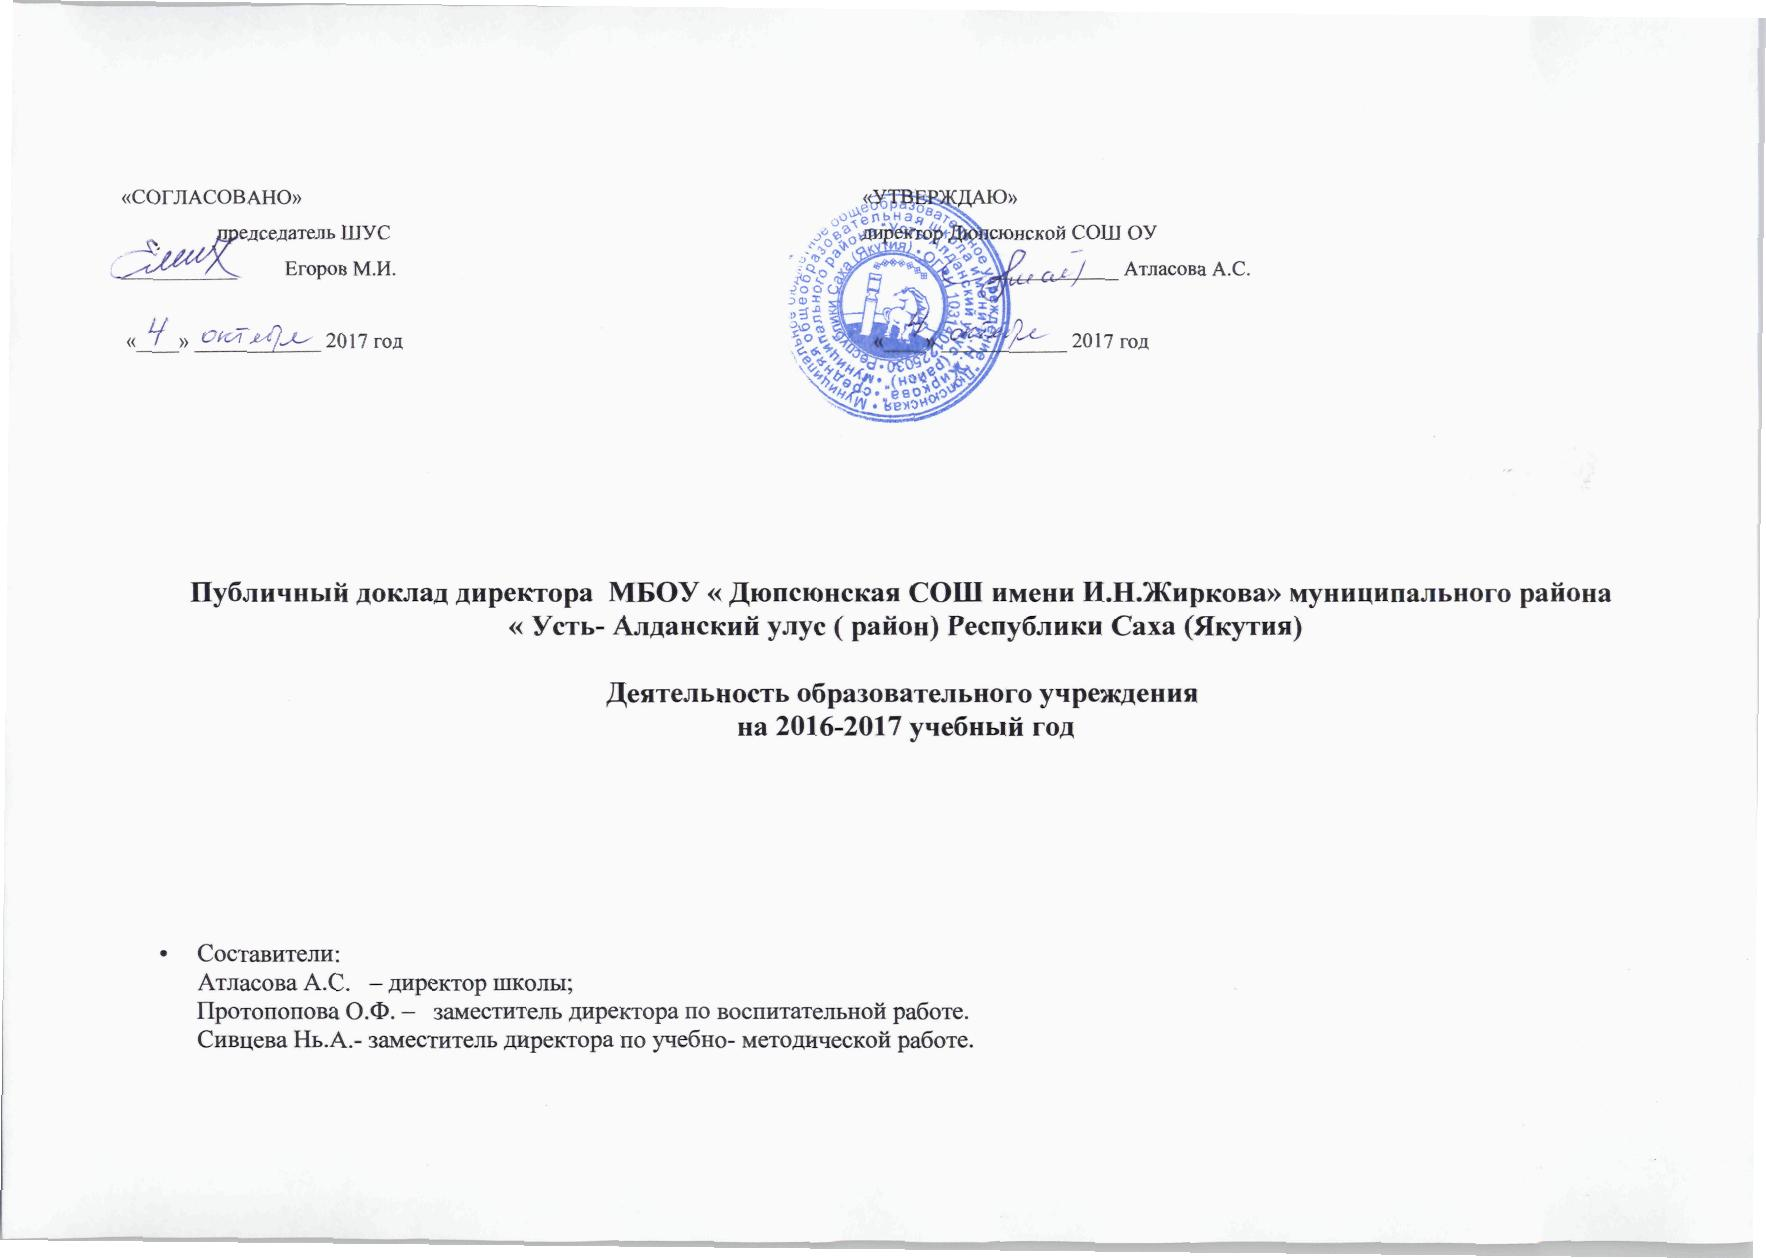 «СОГЛАСОВАНО»
председатель ШУС
Егоров М.И.
« 4 » октября 2017 год
«УТВЕРЖДАЮ»
директор Дюпсюнской СОШ ОУ
Атласова А.С.
« 4 » октября 2017 год
Публичный доклад директора МБОУ « Дюпсюнская СОШ имени И.Н.Жиркова» муниципального района
« Усть- Алданский улус ( район) Республики Саха (Якутия)
Деятельность образовательного учреждения
на 2016-2017 учебный год
• Составители:
Атласова А.С. – директор школы;
Протопопова О.Ф. – заместитель директора по воспитательной работе.
Сивцева Нь.А.- заместитель директора по учебно- методической работе.